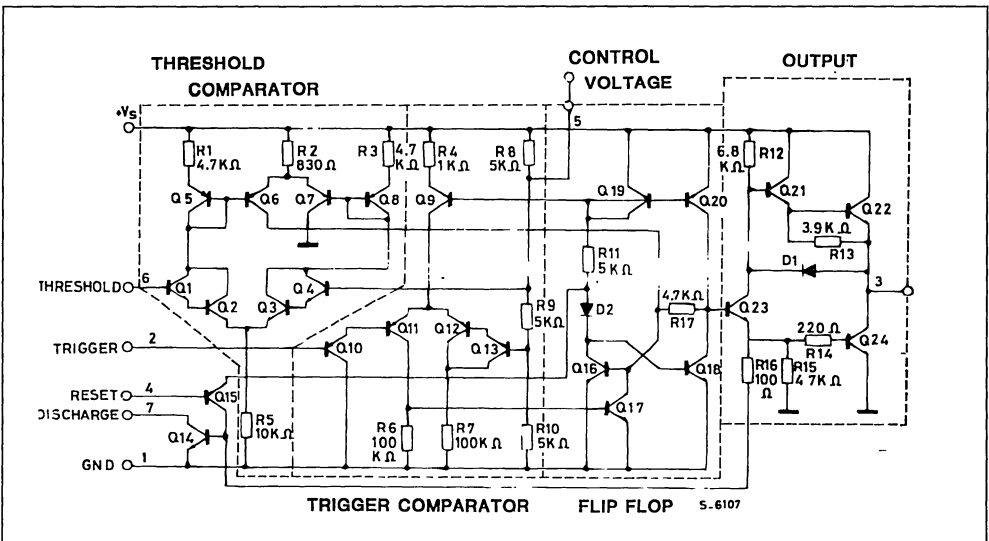 THRESHOLD
COMPARATOR
CONTROL
VOLTAGE
OUTPUT
+Vs
5
R1
4.7KΩ
R2
830Ω
R3
4.7
KΩ
R4
1KΩ
R8
5KΩ
6.8
KΩ
R12
Q5
Q6
Q7
Q8
Q9
Q19
Q20
Q21
Q22
3.9KΩ
R13
R11
5KΩ
D1
THRESHOLD
6
Q1
Q2
Q3
Q4
R9
5KΩ
D2
4.7KΩ
R17
Q23
3
TRIGGER
2
Q10
Q11
Q12
Q13
Q16
Q18
220Ω
R14
Q24
R16
100
Ω
R15
4.7KΩ
RESET
4
Q15
DISCHARGE
7
Q14
R5
10KΩ
R6
100
KΩ
R7
100KΩ
R10
5KΩ
Q17
GND
1
TRIGGER COMPARATOR
FLIP FLOP
S-6107